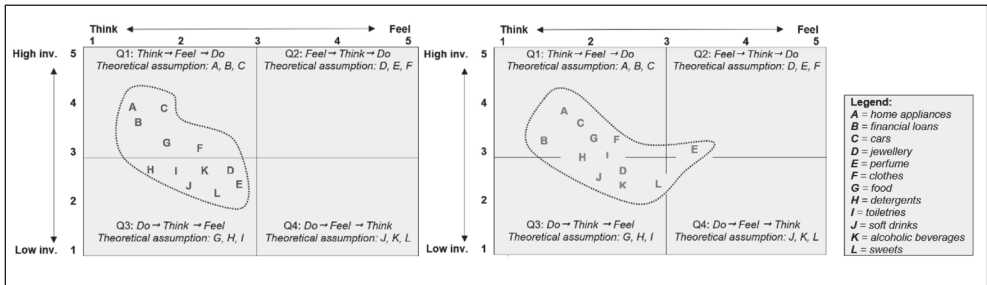 Think Feel
1 2 3 4 5
High inv. 5
Q1: Think → Feel → Do
Theoretical assumption: A, B, C
Q2: Feel → Think → Do
Theoretical assumption: D, E, F
4
A C
B
G F
3
H I K D
J E
L
2
Q3: Do → Think → Feel
Theoretical assumption: G, H, I
Q4: Do → Feel → Think
Theoretical assumption: J, K, L
Low inv. 1
Think Feel
1 2 3 4 5
High inv. 5
Q1: Think → Feel → Do
Theoretical assumption: A, B, C
Q2: Feel → Think → Do
Theoretical assumption: D, E, F
4
A
C
B G F
E
3
H I
D
J
K L
2
Q3: Do → Think → Feel
Theoretical assumption: G, H, I
Q4: Do → Feel → Think
Theoretical assumption: J, K, L
Low inv. 1
Legend:
A = home appliances
B = financial loans
C = cars
D = jewellery
E = perfume
F = clothes
G = food
H = detergents
I = toiletries
J = soft drinks
K = alcoholic beverages
L = sweets